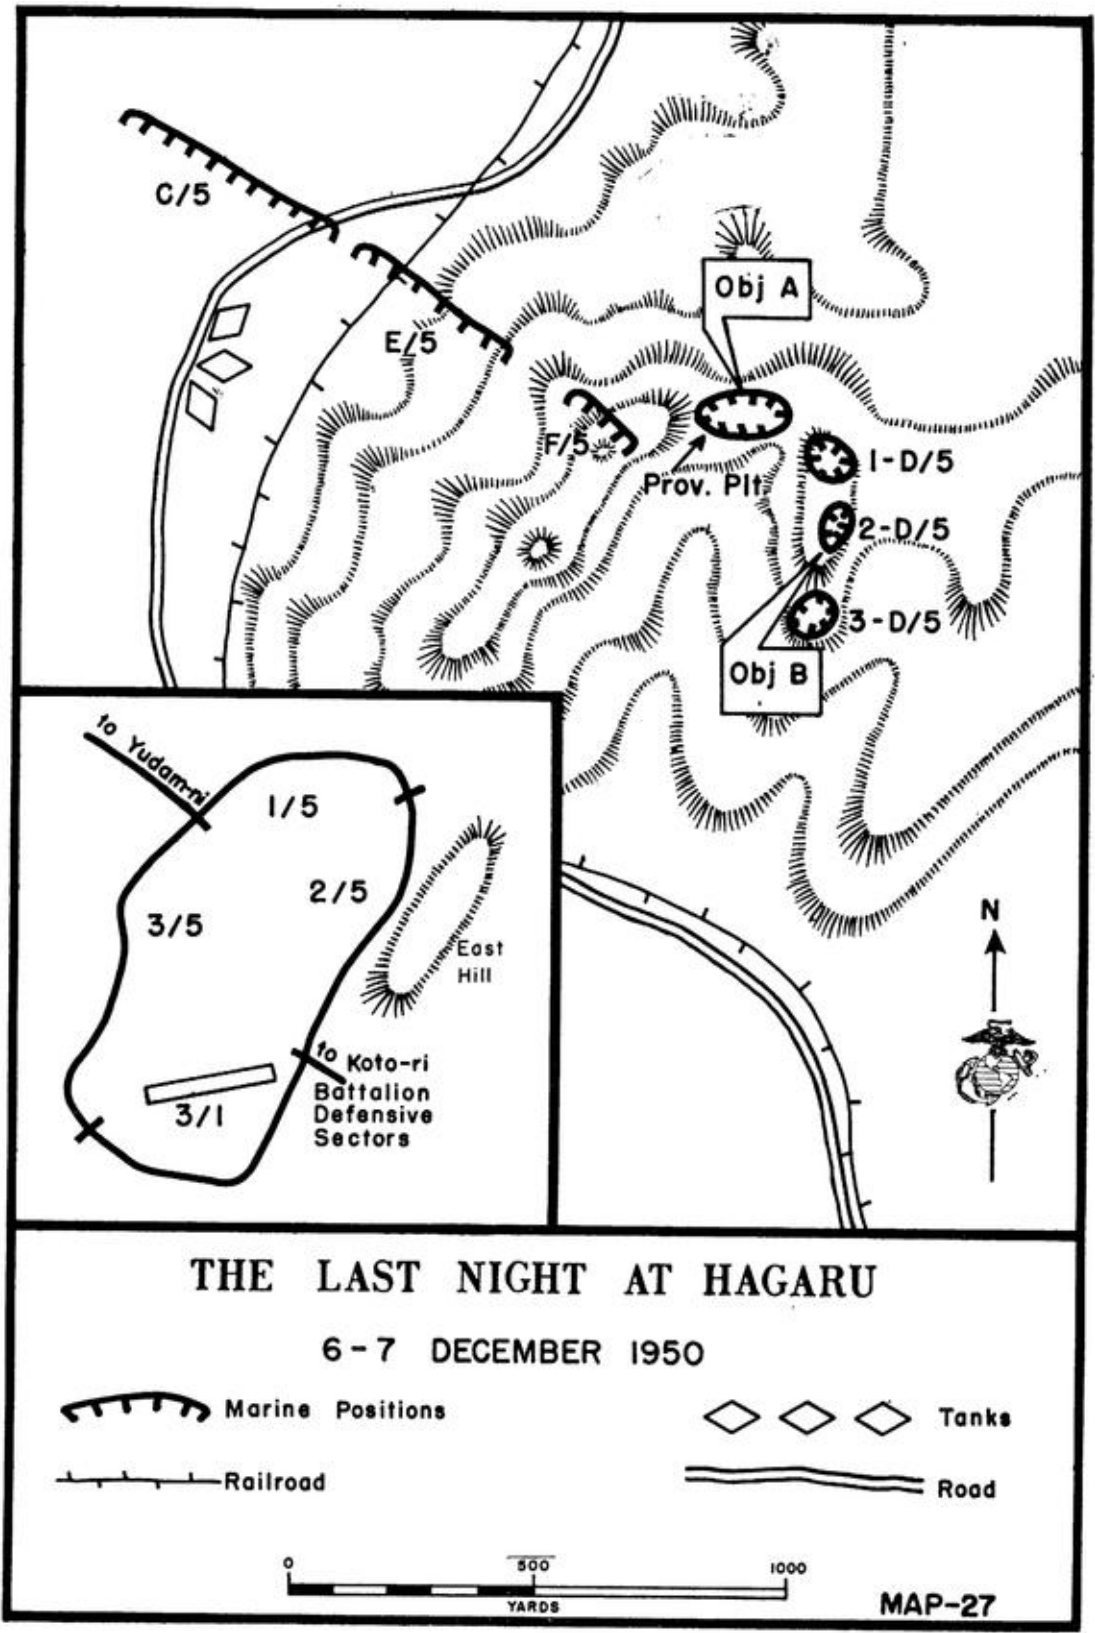 C/5
E/5
Obj A
F/5
Prov. Plt.
1-D/5
2-D/5
3-D/5
Obj B
to Yudam-ni
1/5
2/5
3/5
East
Hill
to Koto-ri
Battalion
Defensive
Sectors
3/1
N
THE LAST NIGHT AT HAGARU
6-7 DECEMBER 1950
Marine Positions
Tanks
Railroad
Road
0 500 1000
YARDS
MAP-27